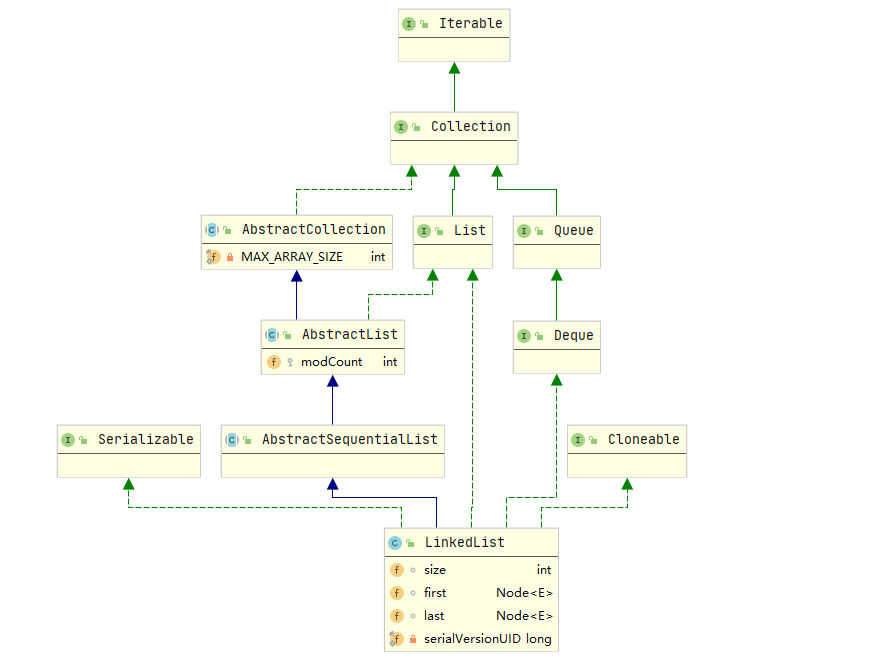 I Iterable
I Collection
C AbstractCollection
f MAX_ARRAY_SIZE int
I List
I Queue
C AbstractList
f modCount int
I Deque
I Serializable
C AbstractSequentialList
I Cloneable
C LinkedList
f size int
f first Node<E>
f last Node<E>
f serialVersionUID long